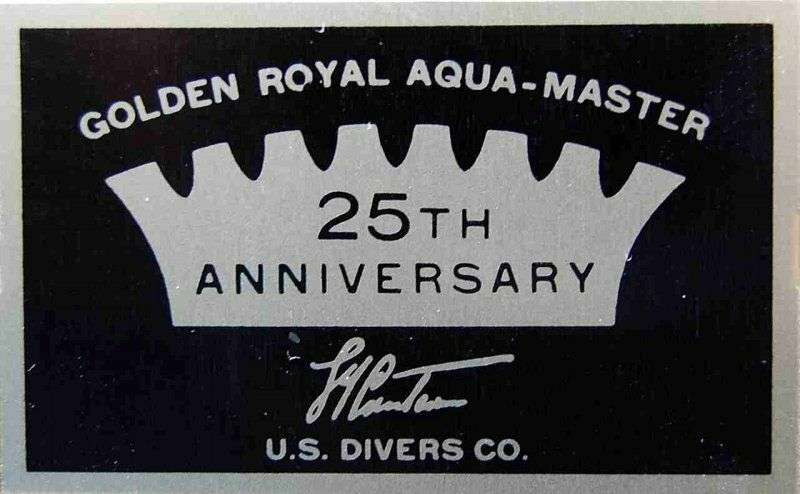 GOLDEN ROYAL AQUA-MASTER
25TH
ANNIVERSARY
U.S. DIVERS CO.